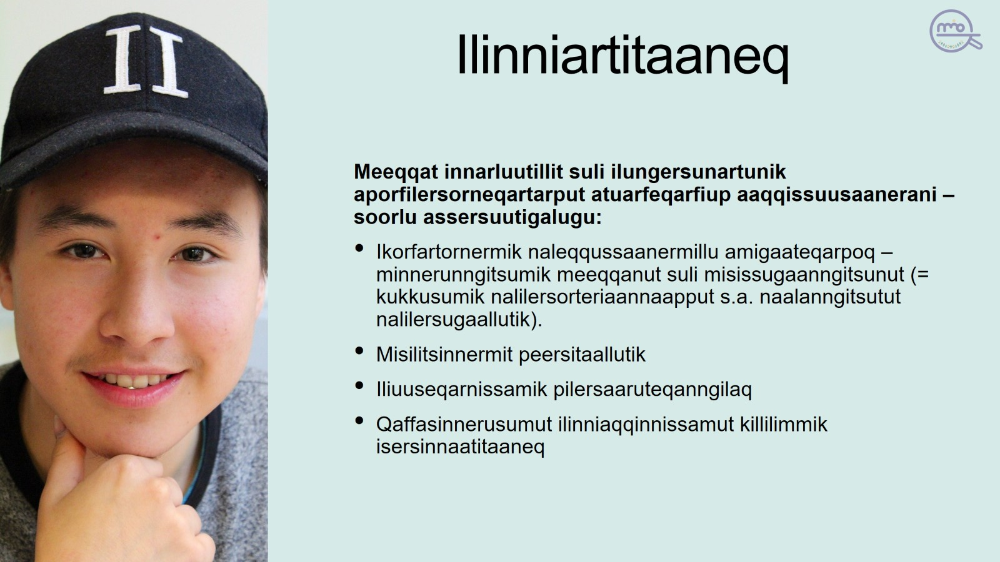 II
mio
Ilinniartitaaneq
Meeqqat innarluutillit suli ilungersunartunik
aporfilersorneqartarput atuarfeqarfiup aaqqissuusaanerani –
soorlu assersuutigalugu:
• Ikorfartornermik naleqqussaanermillu amigaateqarpoq –
minnerunngitsumik meeqqanut suli misissugaanngitsunut (=
kukkusumik nalilersorteriaannaapput s.a. naalanngitsutut
nalilersugaallutik).
• Misilitsinnermit peersitaallutik
• Iliuuseqarnissamik pilersaaruteqanngilaq
• Qaffasinnerusumut ilinniaqqinnissamut killilimmik
isersinnaatitaaneq